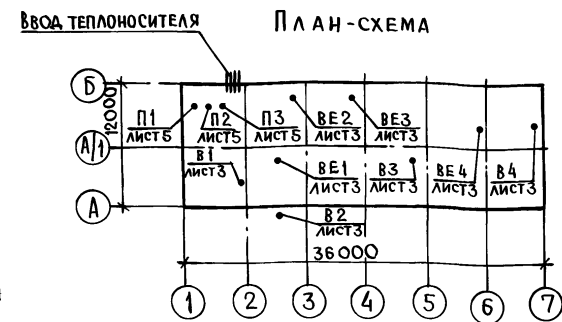 Ввод теплоносителя
План-схема
Б
12000
П1
лист5
П2
лист5
П3
лист5
ВЕ2
лист3
ВЕ3
лист3
А/1
В1
лист3
ВЕ1
лист3
В3
лист3
ВЕ4
лист3
В4
лист3
А
В2
лист3
36000
1 2 3 4 5 6 7